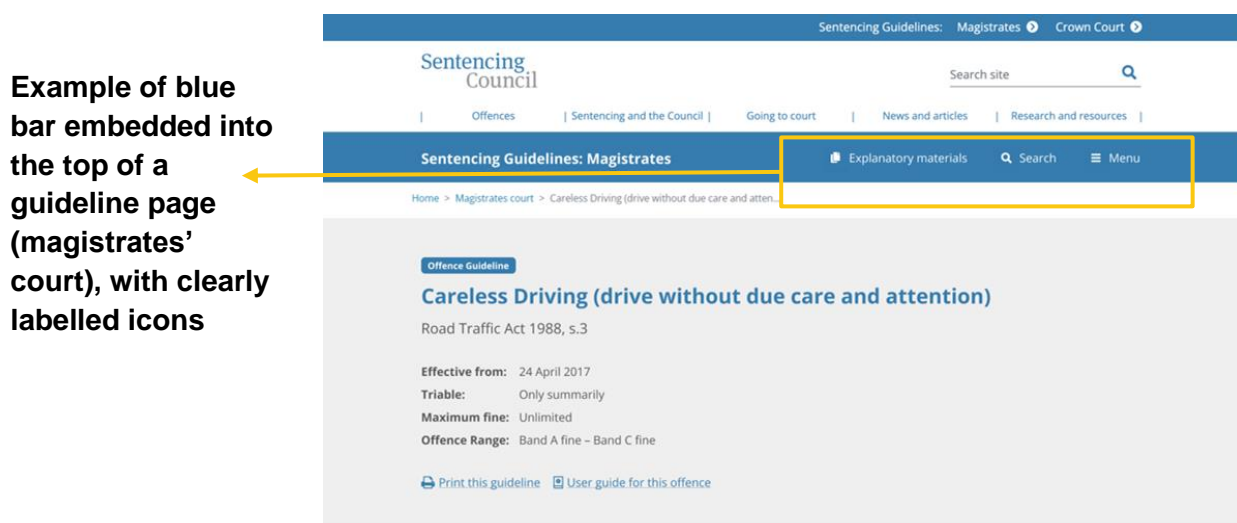 Example of blue
bar embedded into
the top of a
guideline page
(magistrates’
court), with clearly
labelled icons
Sentencing Guidelines: Magistrates Crown Court
Sentencing
Council
Search site
| Offences | Sentencing and the Council | Going to court | News and articles | Research and resources |
Sentencing Guidelines: Magistrates Explanatory materials Search Menu
Home > Magistrates court > Careless Driving (drive without due care and atten...
Offence Guideline
Careless Driving (drive without due care and attention)
Road Traffic Act 1988, s.3
Effective from: 24 April 2017
Triable: Only summarily
Maximum fine: Unlimited
Offence Range: Band A fine – Band C fine
Print this guideline User guide for this offence